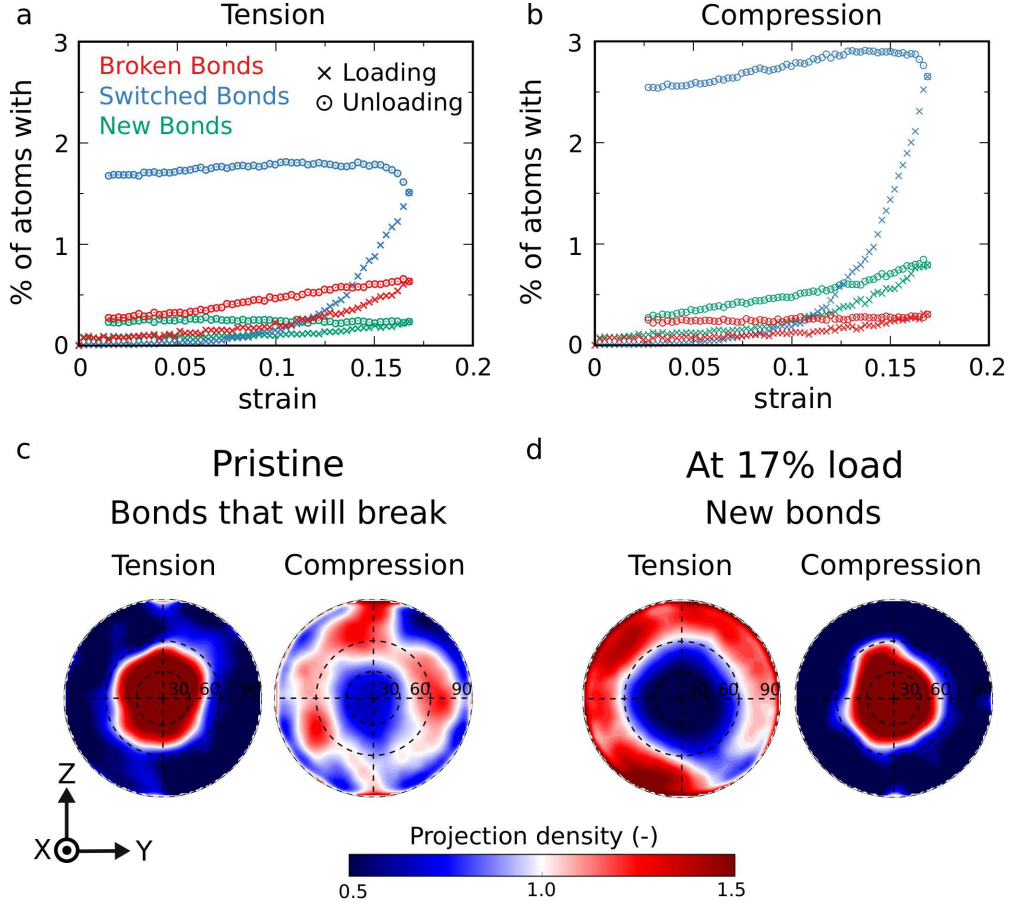 a
Tension
b
Compression
3
2
1
0
% of atoms with
Broken Bonds
Switched Bonds
New Bonds
× Loading
⊙ Unloading
0
0.05
0.1
0.15
0.2
strain
3
2
1
0
% of atoms with
0
0.05
0.1
0.15
0.2
strain
c
Pristine
Bonds that will break
Tension
Compression
30 60 90
30 60 90
d
At 17% load
New bonds
Tension
Compression
30 60 90
30 60 90
Z
X
Y
Projection density (-)
0.5
1.0
1.5